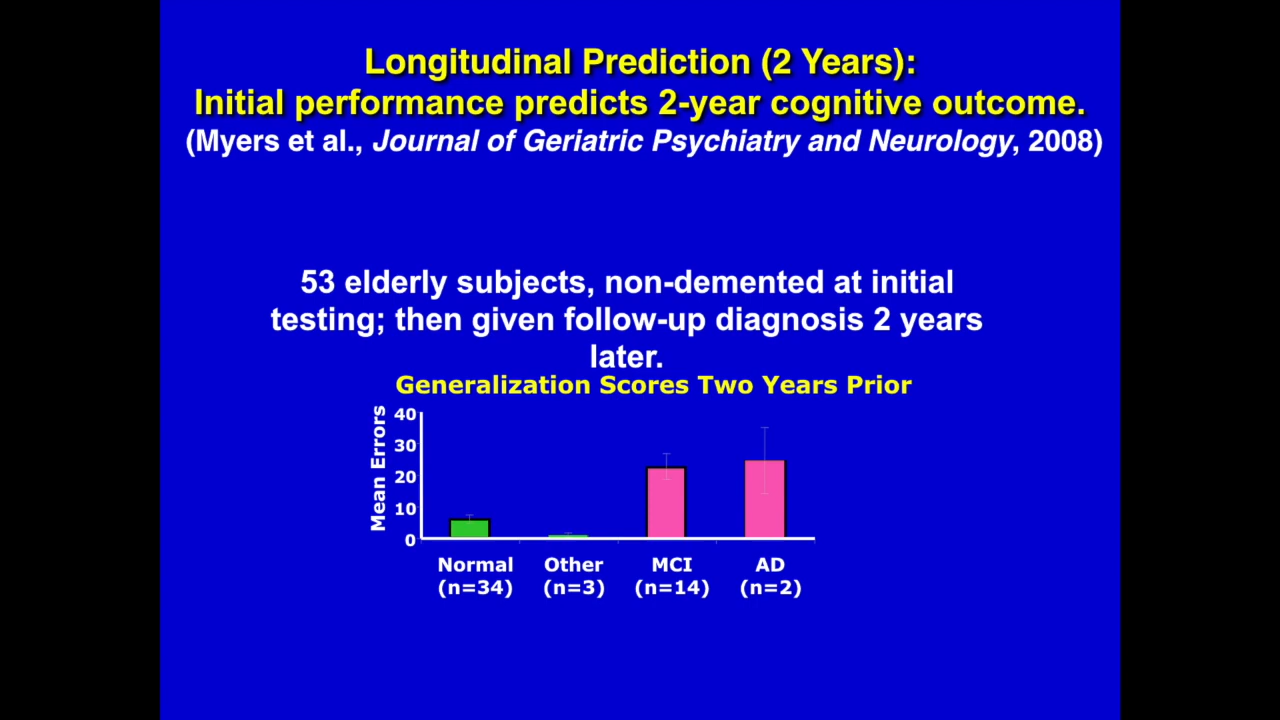 Longitudinal Prediction (2 Years):
Initial performance predicts 2-year cognitive outcome.
(Myers et al., Journal of Geriatric Psychiatry and Neurology, 2008)
53 elderly subjects, non-demented at initial
testing; then given follow-up diagnosis 2 years
later.
Generalization Scores Two Years Prior
Mean Errors
40
30
20
10
0
Normal Other MCI AD
(n=34) (n=3) (n=14) (n=2)